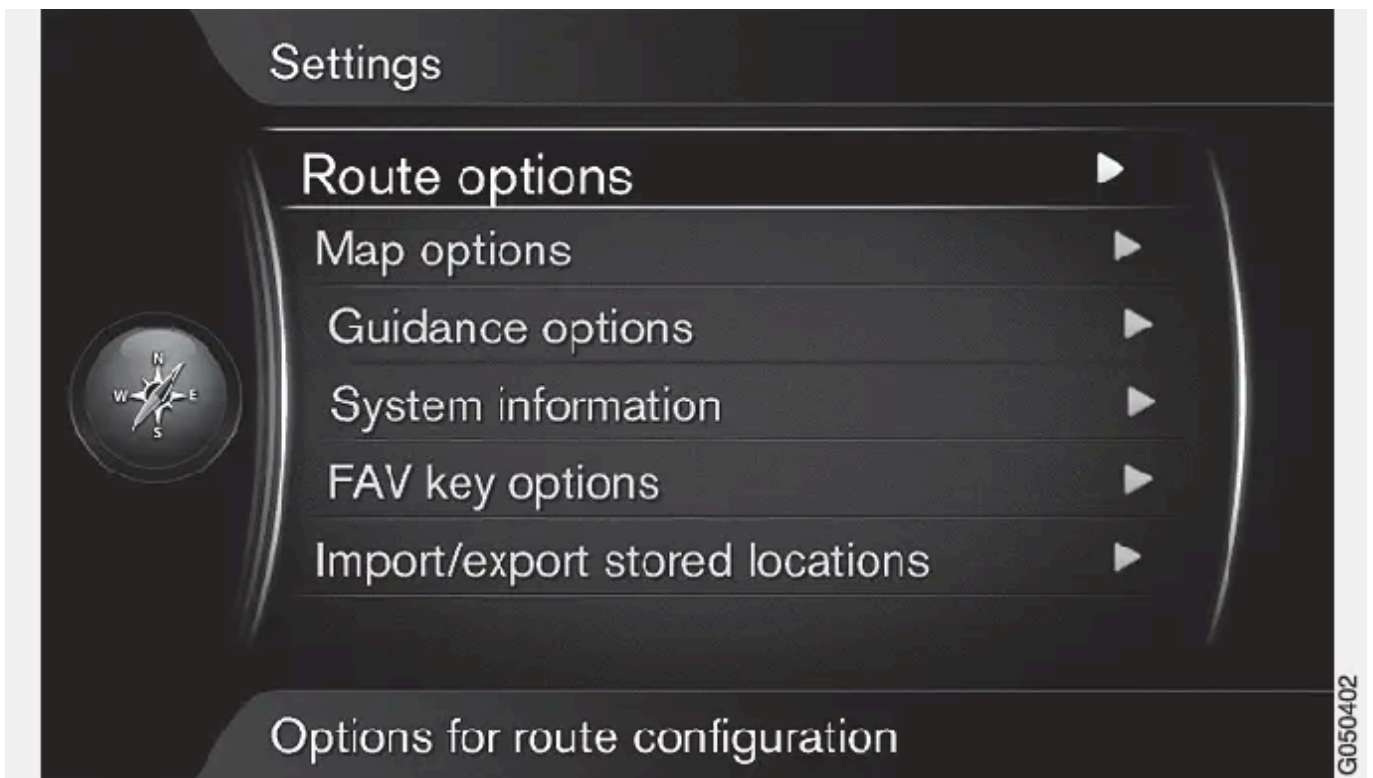 Settings
Route options
Map options
Guidance options
System information
FAV key options
Import/export stored locations
N
W E
S
Options for route configuration
G050402